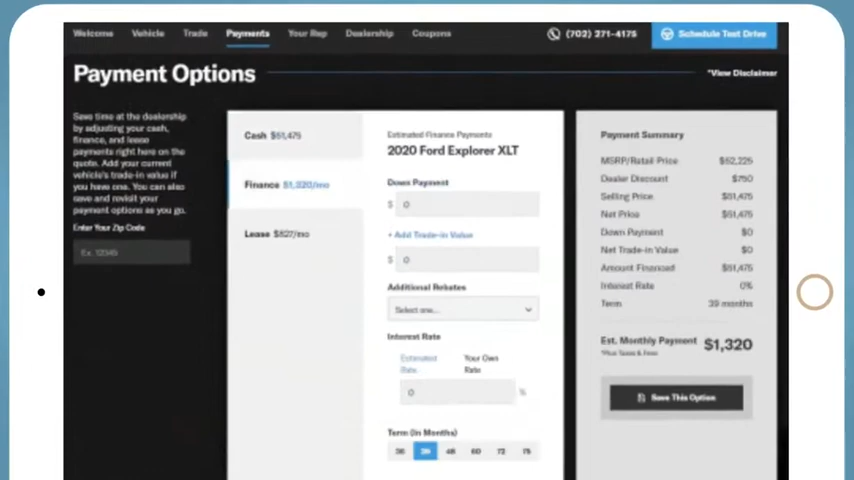 Welcome Vehicle Trade Payments Your Rep Dealership Coupons (702) 271-4175 Schedule Test Drive
Payment Options
*View Disclaimer
Save time at the dealership
by adjusting your cash,
finance, and lease
payments right here on the
quote. Add your current
vehicle's trade-in value if
you have one. You can also
save and revisit your
payment options as you go.
Enter Your Zip Code
Ex. 12345
Cash $51,475
Finance $1,320/mo
Lease $527/mo
Estimated Finance Payments
2020 Ford Explorer XLT
Down Payment
$ 0
+ Add Trade-in Value
$ 0
Additional Rebates
Select one...
Interest Rate
Estimated Rate
Your Own Rate
0 %
Term (in Months)
36 39 48 60 72 75
Payment Summary
MSRP/Retail Price $52,225
Dealer Discount $750
Selling Price $51,475
Net Price $51,475
Down Payment $0
Net Trade-in Value $0
Amount Financed $51,475
Interest Rate 0%
Term 39 months
Est. Monthly Payment $1,320
*Plus Taxes & Fees
Save This Option